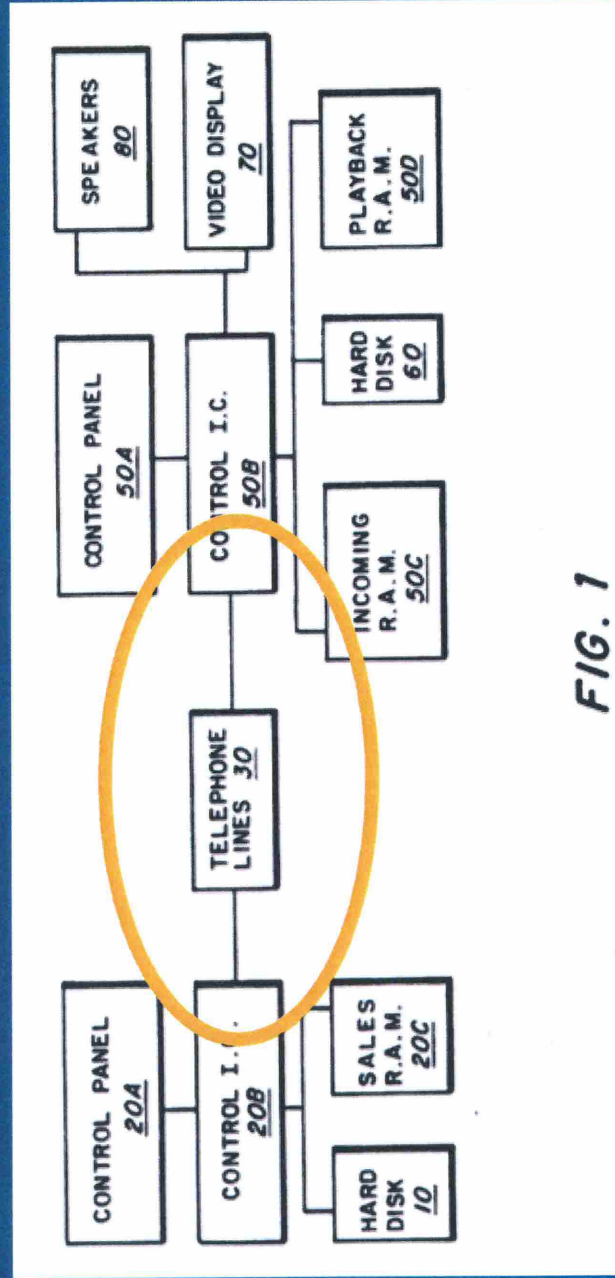 CONTROL PANEL
20A
CONTROL I.C.
20B
HARD
DISK
10
SALES
R.A.M.
20C
TELEPHONE
LINES 30
CONTROL PANEL
50A
CONTROL I.C.
50B
INCOMING
R.A.M.
50C
HARD
DISK
60
PLAYBACK
R.A.M.
50D
SPEAKERS
80
VIDEO DISPLAY
70
FIG. 1